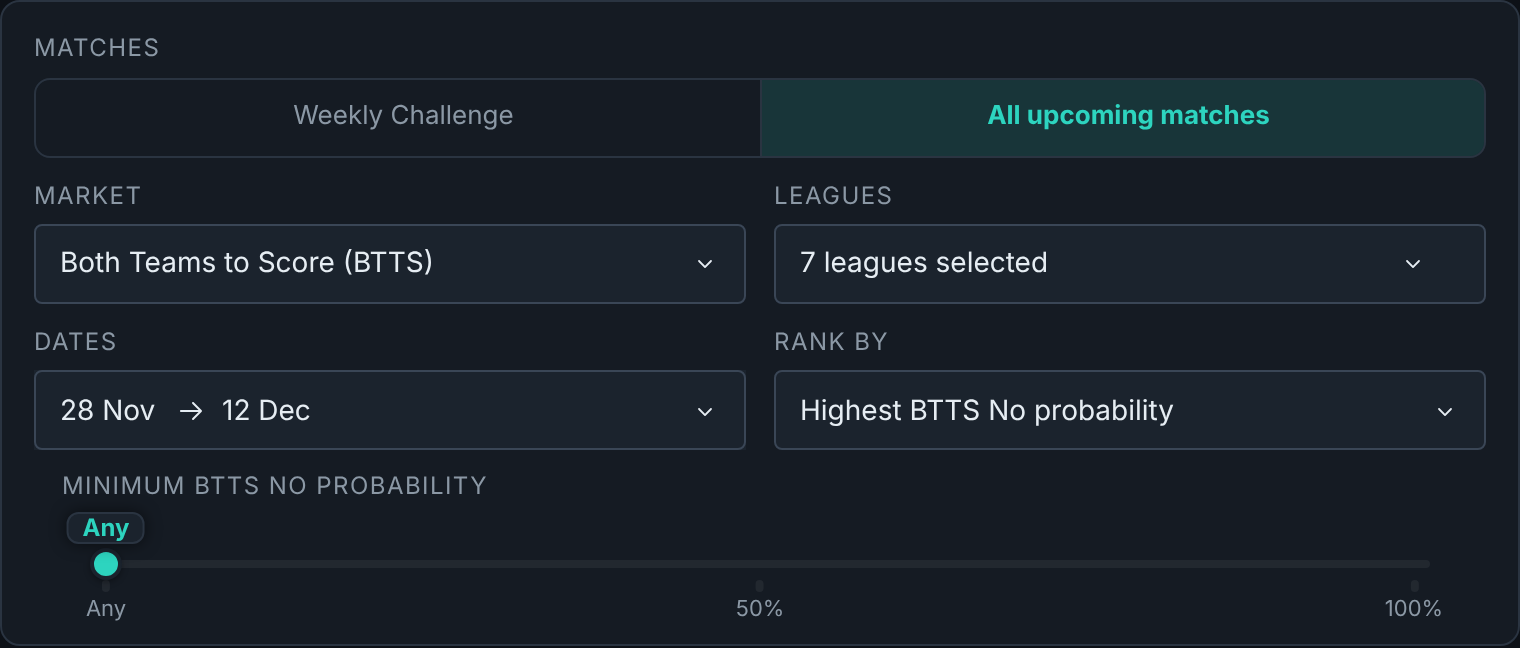 MATCHES
Weekly Challenge
All upcoming matches
MARKET
LEAGUES
Both Teams to Score (BTTS)
7 leagues selected
DATES
RANK BY
28 Nov → 12 Dec
Highest BTTS No probability
MINIMUM BTTS NO PROBABILITY
Any
Any
50%
100%